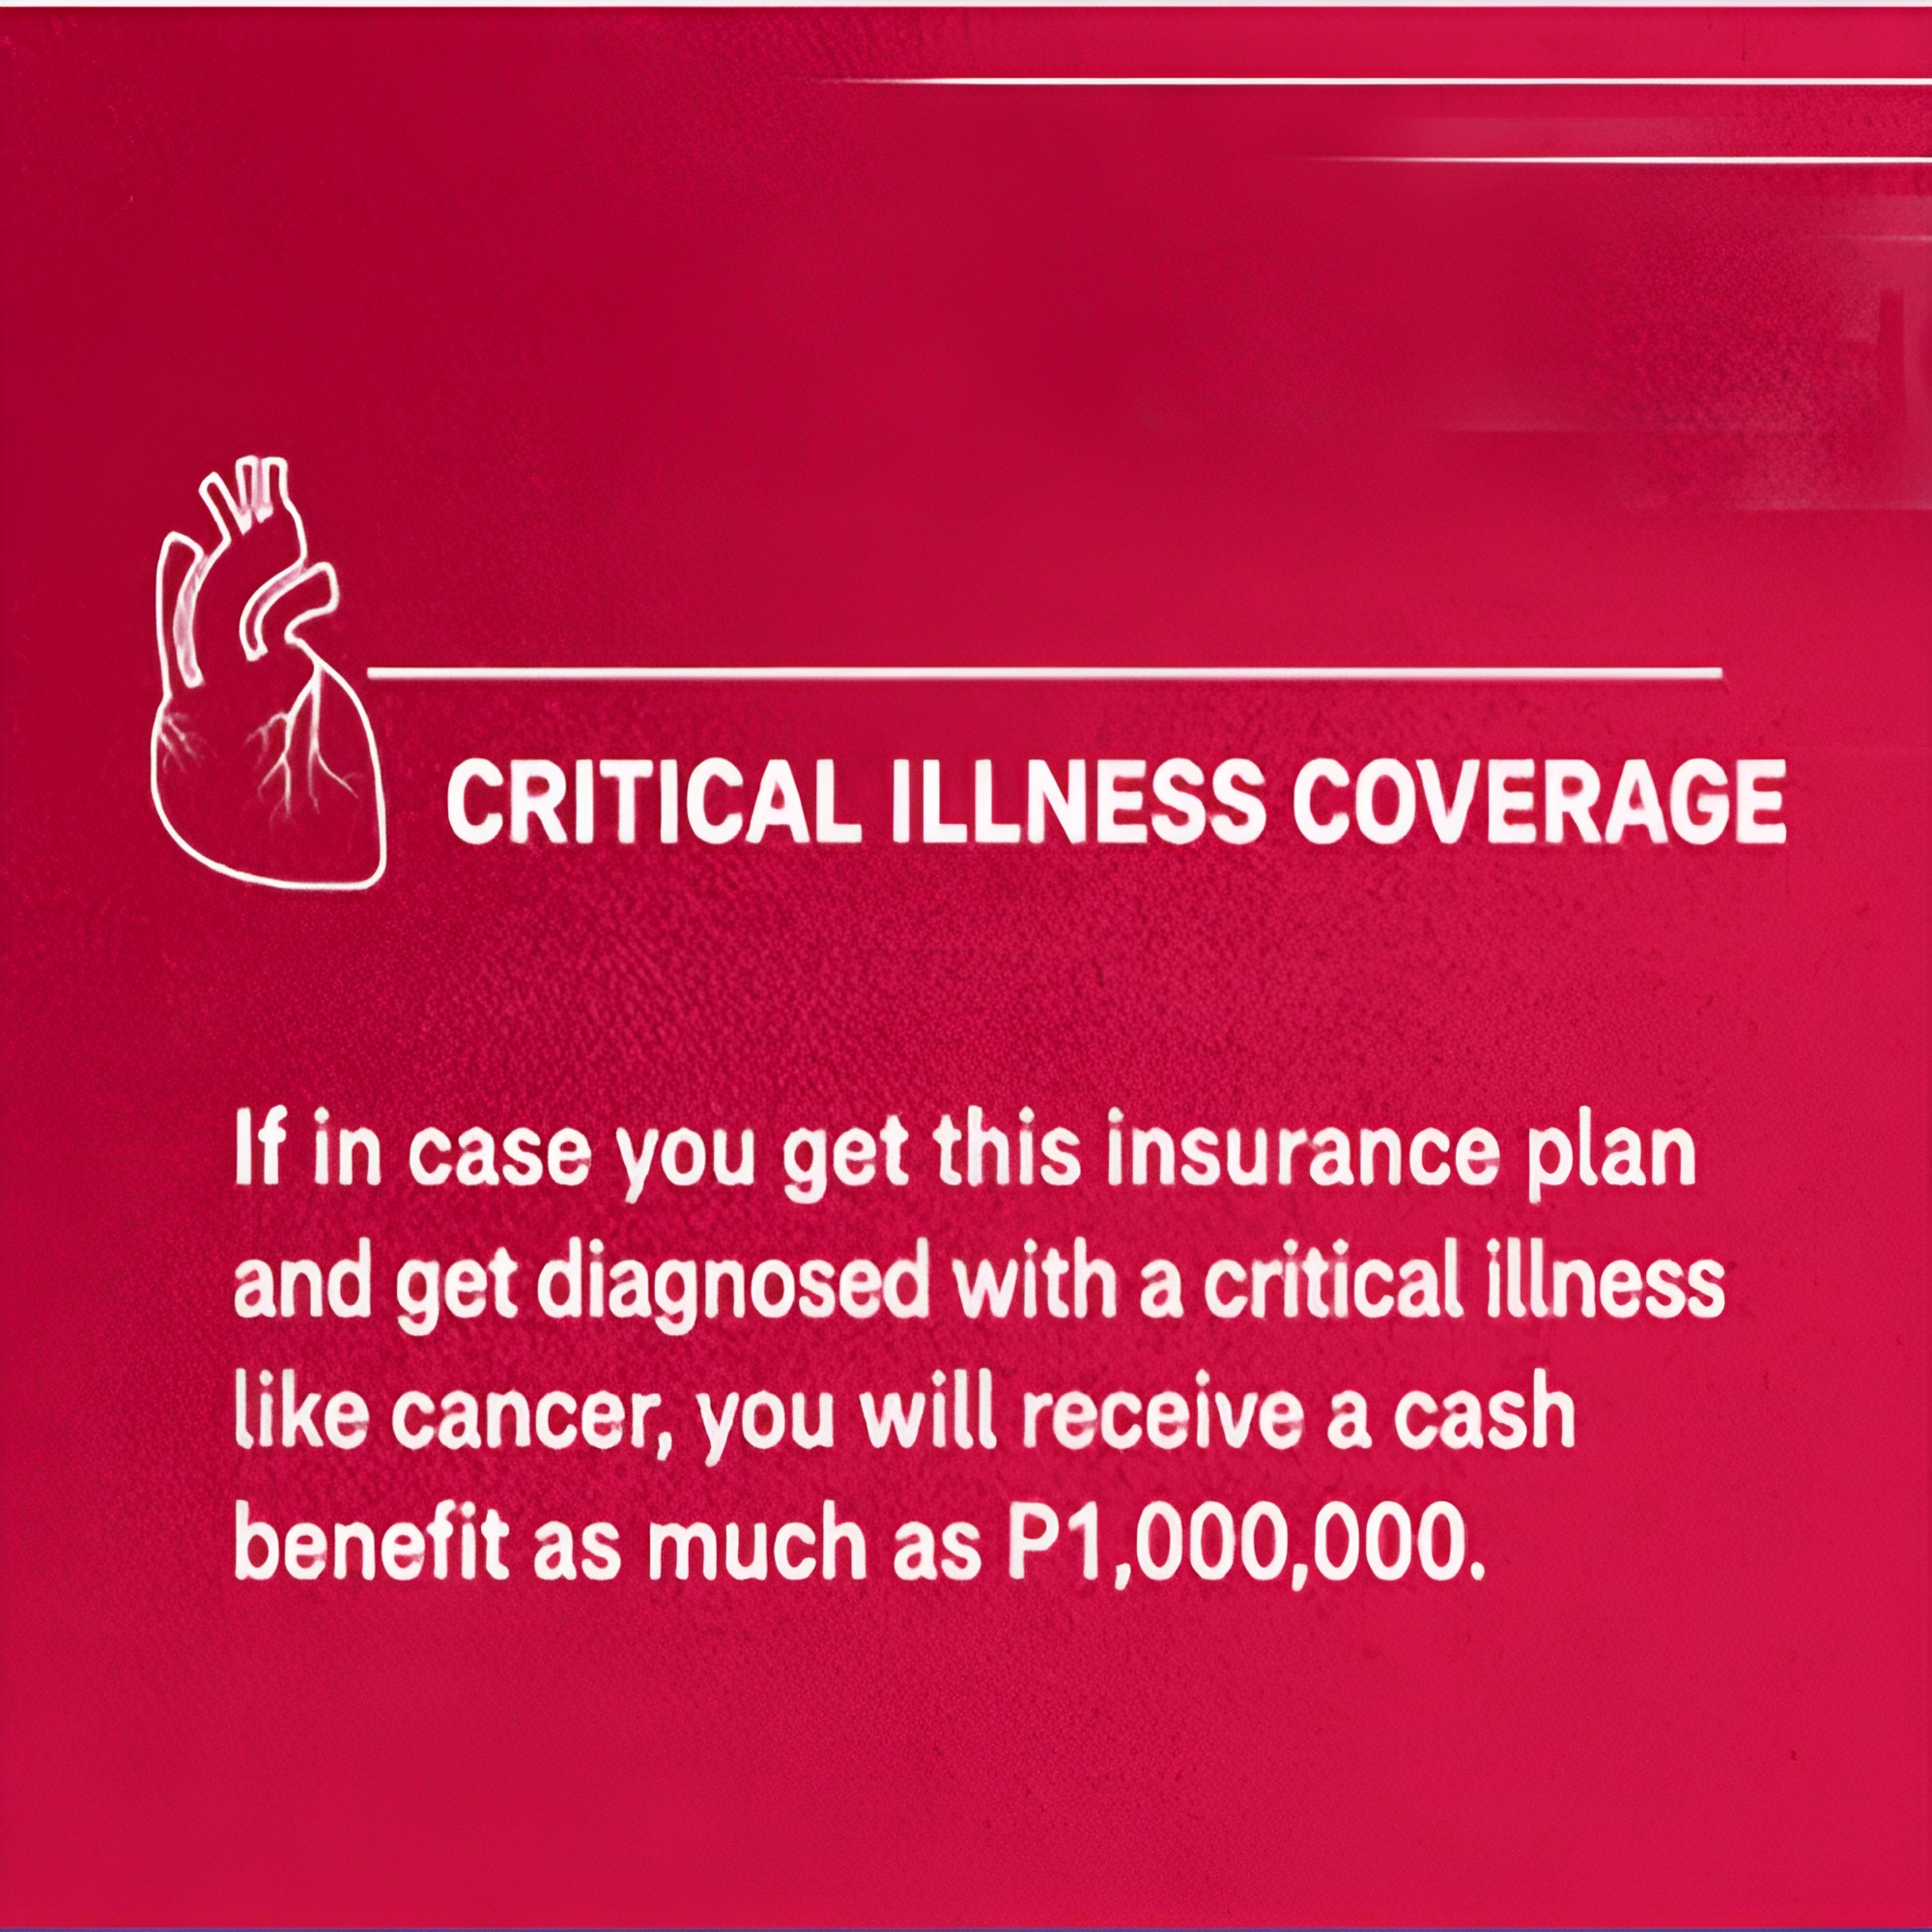 CRITICAL ILLNESS COVERAGE
If in case you get this insurance plan
and get diagnosed with a critical illness
like cancer, you will receive a cash
benefit as much as P1,000,000.